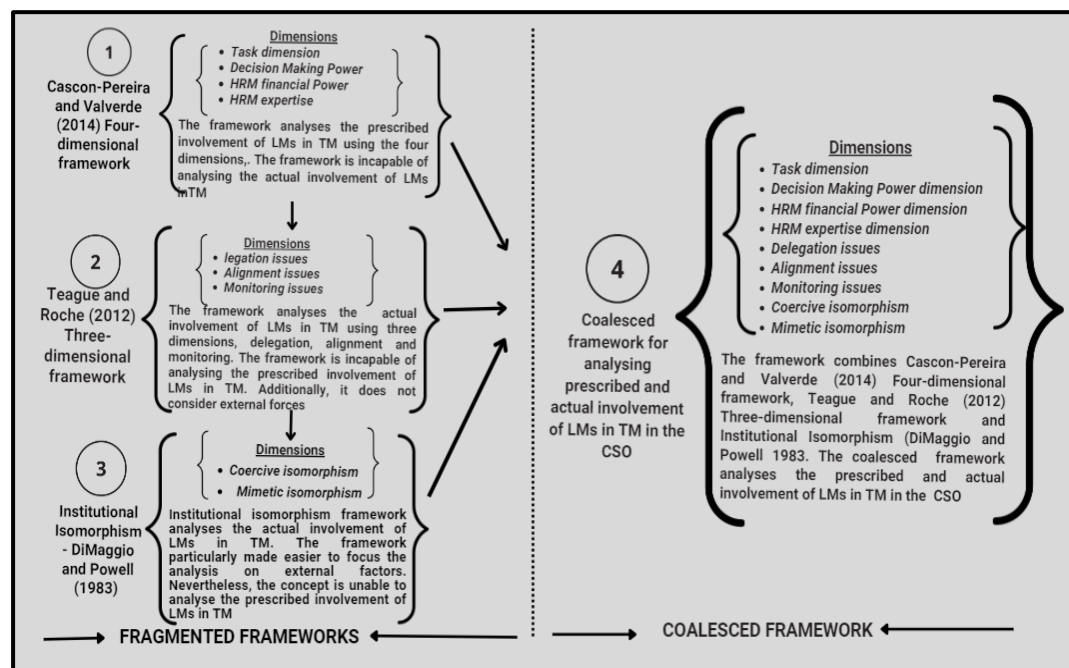 1
Cascon-Pereira
and Valverde
(2014) Four-
dimensional
framework
Dimensions
• Task dimension
• Decision Making Power
• HRM financial Power
• HRM expertise
The framework analyses the prescribed
involvement of LMs in TM using the four
dimensions,. The framework is incapable of
analysing the actual involvement of LMs
inTM
2
Teague and
Roche (2012)
Three-
dimensional
framework
Dimensions
• legation issues
• Alignment issues
• Monitoring issues
The framework analyses the actual
involvement of LMs in TM using three
dimensions, delegation, alignment and
monitoring. The framework is incapable of
analysing the prescribed involvement of
LMs in TM. Additionally, it does not
consider external forces
3
Institutional
Isomorphism
- DiMaggio
and Powell
(1983)
Dimensions
• Coercive isomorphism
• Mimetic isomorphism
Institutional isomorphism framework
analyses the actual involvement of
LMs in TM. The framework
particularly made easier to focus the
analysis on external factors.
Nevertheless, the concept is unable to
analyse the prescribed involvement of
LMs in TM
FRAGMENTED FRAMEWORKS
4
Coalesced
framework for
analysing
prescribed and
actual involvement
of LMs in TM in the
CSO
Dimensions
• Task dimension
• Decision Making Power dimension
• HRM financial Power dimension
• HRM expertise dimension
• Delegation issues
• Alignment issues
• Monitoring issues
• Coercive isomorphism
• Mimetic isomorphism
The framework combines Cascon-Pereira
and Valverde (2014) Four-dimensional
framework, Teague and Roche (2012)
Three-dimensional framework and
Institutional Isomorphism (DiMaggio and
Powell 1983. The coalesced framework
analyses the prescribed and actual
involvement of LMs in TM in the CSO
COALESCED FRAMEWORK